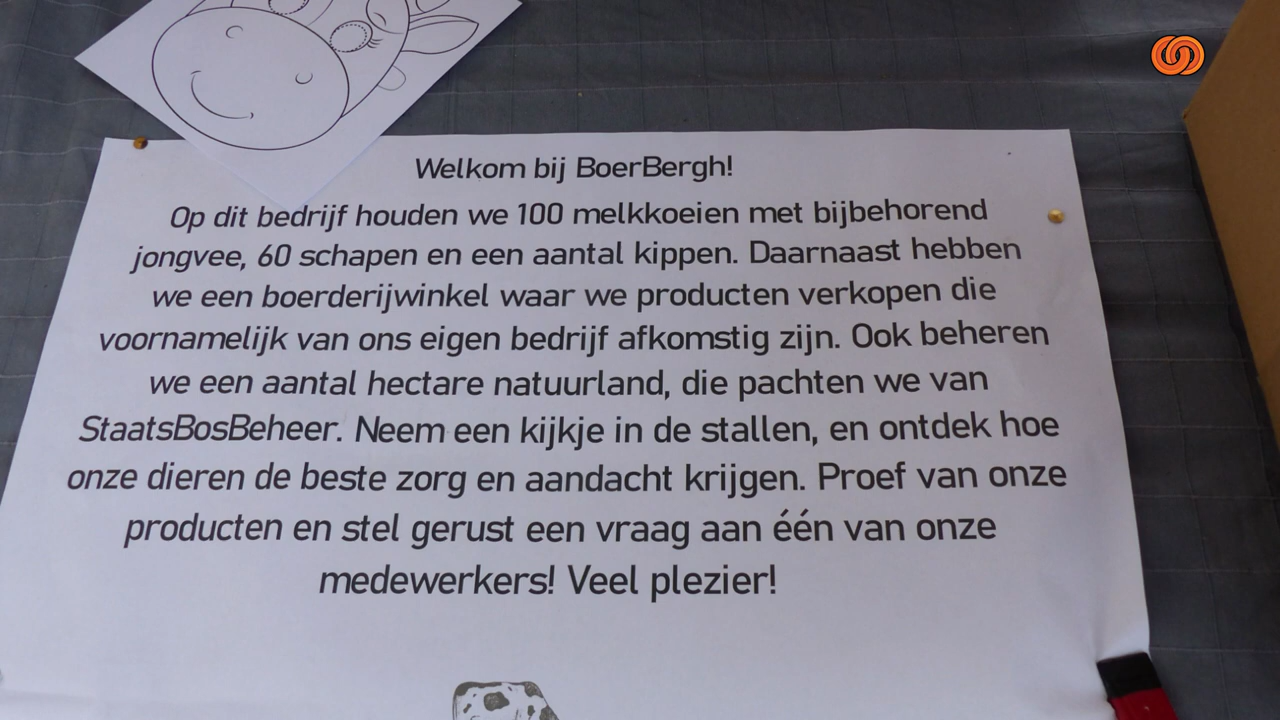 Welkom bij BoerBergh!
Op dit bedrijf houden we 100 melkkoeien met bijbehorend
jongvee, 60 schapen en een aantal kippen. Daarnaast hebben
we een boerderijwinkel waar we producten verkopen die
voornamelijk van ons eigen bedrijf afkomstig zijn. Ook beheren
we een aantal hectare natuurland, die pachten we van
StaatsBosBeheer. Neem een kijkje in de stallen, en ontdek hoe
onze dieren de beste zorg en aandacht krijgen. Proef van onze
producten en stel gerust een vraag aan één van onze
medewerkers! Veel plezier!